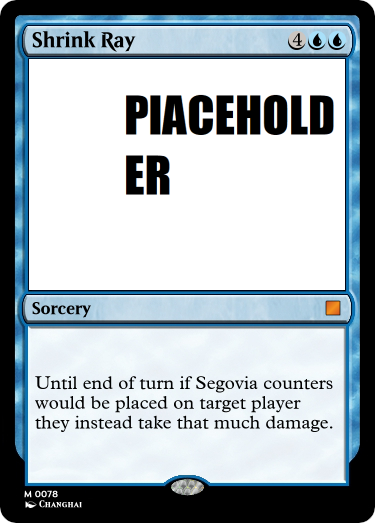 Shrink Ray 4
PIACEHOLD
ER
Sorcery
Until end of turn if Segovia counters
would be placed on target player
they instead take that much damage.
M 0078
CHANGHAI